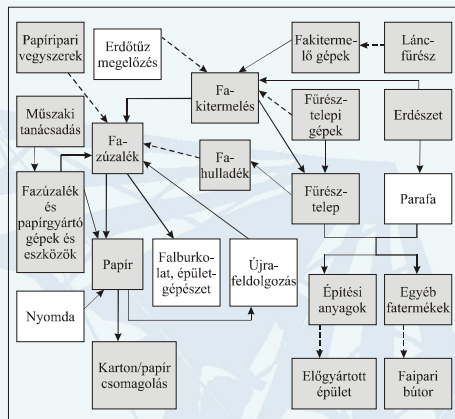 Papíripari
vegyszerek
Erdőtűz
megelőzés
Fakitermelő
gépek
Lánc-
fűrész
Műszaki
tanácsadás
Fa-
zúzalék
Fa-
kitermelés
Fűrész-
telepi
gépek
Erdészet
Fa-
hulladék
Fazúzalék
és
papírgyártó
gépek és
eszközök
Fűrész-
telep
Parafa
Papír
Falburko-
lat, épület-
gépészet
Újra-
feldolgozás
Nyomda
Építési
anyagok
Egyéb
fatermékek
Karton/papír
csomagolás
Előgyártott
épület
Faipari
bútor